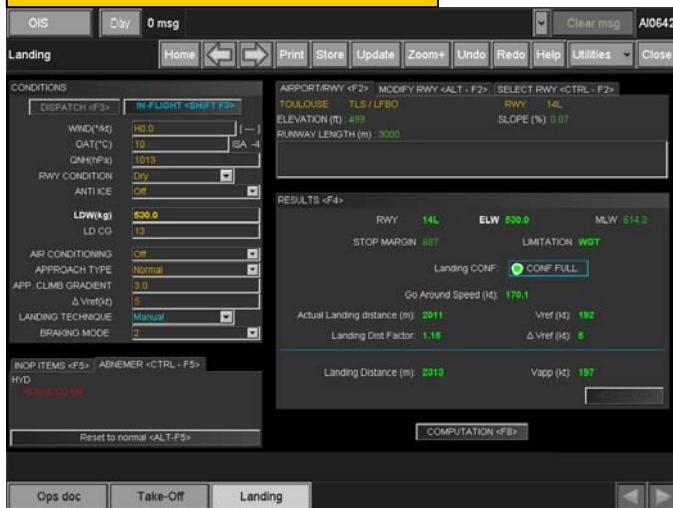 OIS Day 0 msg Clear msg AI0642
Landing Home Print Store Update Zoom+ Undo Redo Help Utilities Close
CONDITIONS
DISPATCH <F3> IN-FLIGHT <SHIFT F3>
WIND(°/kt) H0.0 [ --- ]
OAT(°C) 10 ISA -4
QNH(hPa) 1013
RWY CONDITION Dry
ANTI ICE Off
LDW(kg) 530.0
LD CG 13
AIR CONDITIONING Off
APPROACH TYPE Normal
APP. CLIMB GRADIENT 3.0
Δ Vref(kt) 5
LANDING TECHNIQUE Manual
BRAKING MODE 2
INOP ITEMS <F5> ABNEMER <CTRL - F5>
HYD
Reset to normal <ALT-F5>
AIRPORT/RWY <F2> MODIFY RWY <ALT - F2> SELECT RWY <CTRL - F2>
TOULOUSE TLS / LFBO RWY 14L
ELEVATION (ft) : 499 SLOPE (%): 0.07
RUNWAY LENGTH (m) : 3000
RESULTS <F4>
RWY 14L ELW 530.0 MLW 614.3
STOP MARGIN 687 LIMITATION WGT
Landing CONF: CONF FULL
Go Around Speed (kt): 170.1
Actual Landing distance (m): 2011 Vref (kt): 192
Landing Dist Factor: 1.15 Δ Vref (kt): 5
Landing Distance (m): 2313 Vapp (kt): 197
COMPUTATION <F8>
Ops doc Take-Off Landing